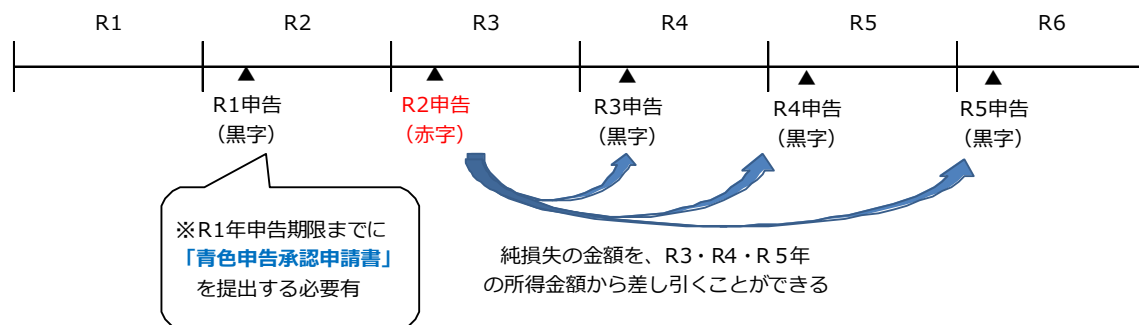 R1 R2 R3 R4 R5 R6
R1申告 R2申告 R3申告 R4申告 R5申告
（黒字） （赤字） （黒字） （黒字） （黒字）
※R1年申告期限までに
「青色申告承認申請書」
を提出する必要有
純損失の金額を、R3・R4・R５年
の所得金額から差し引くことができる